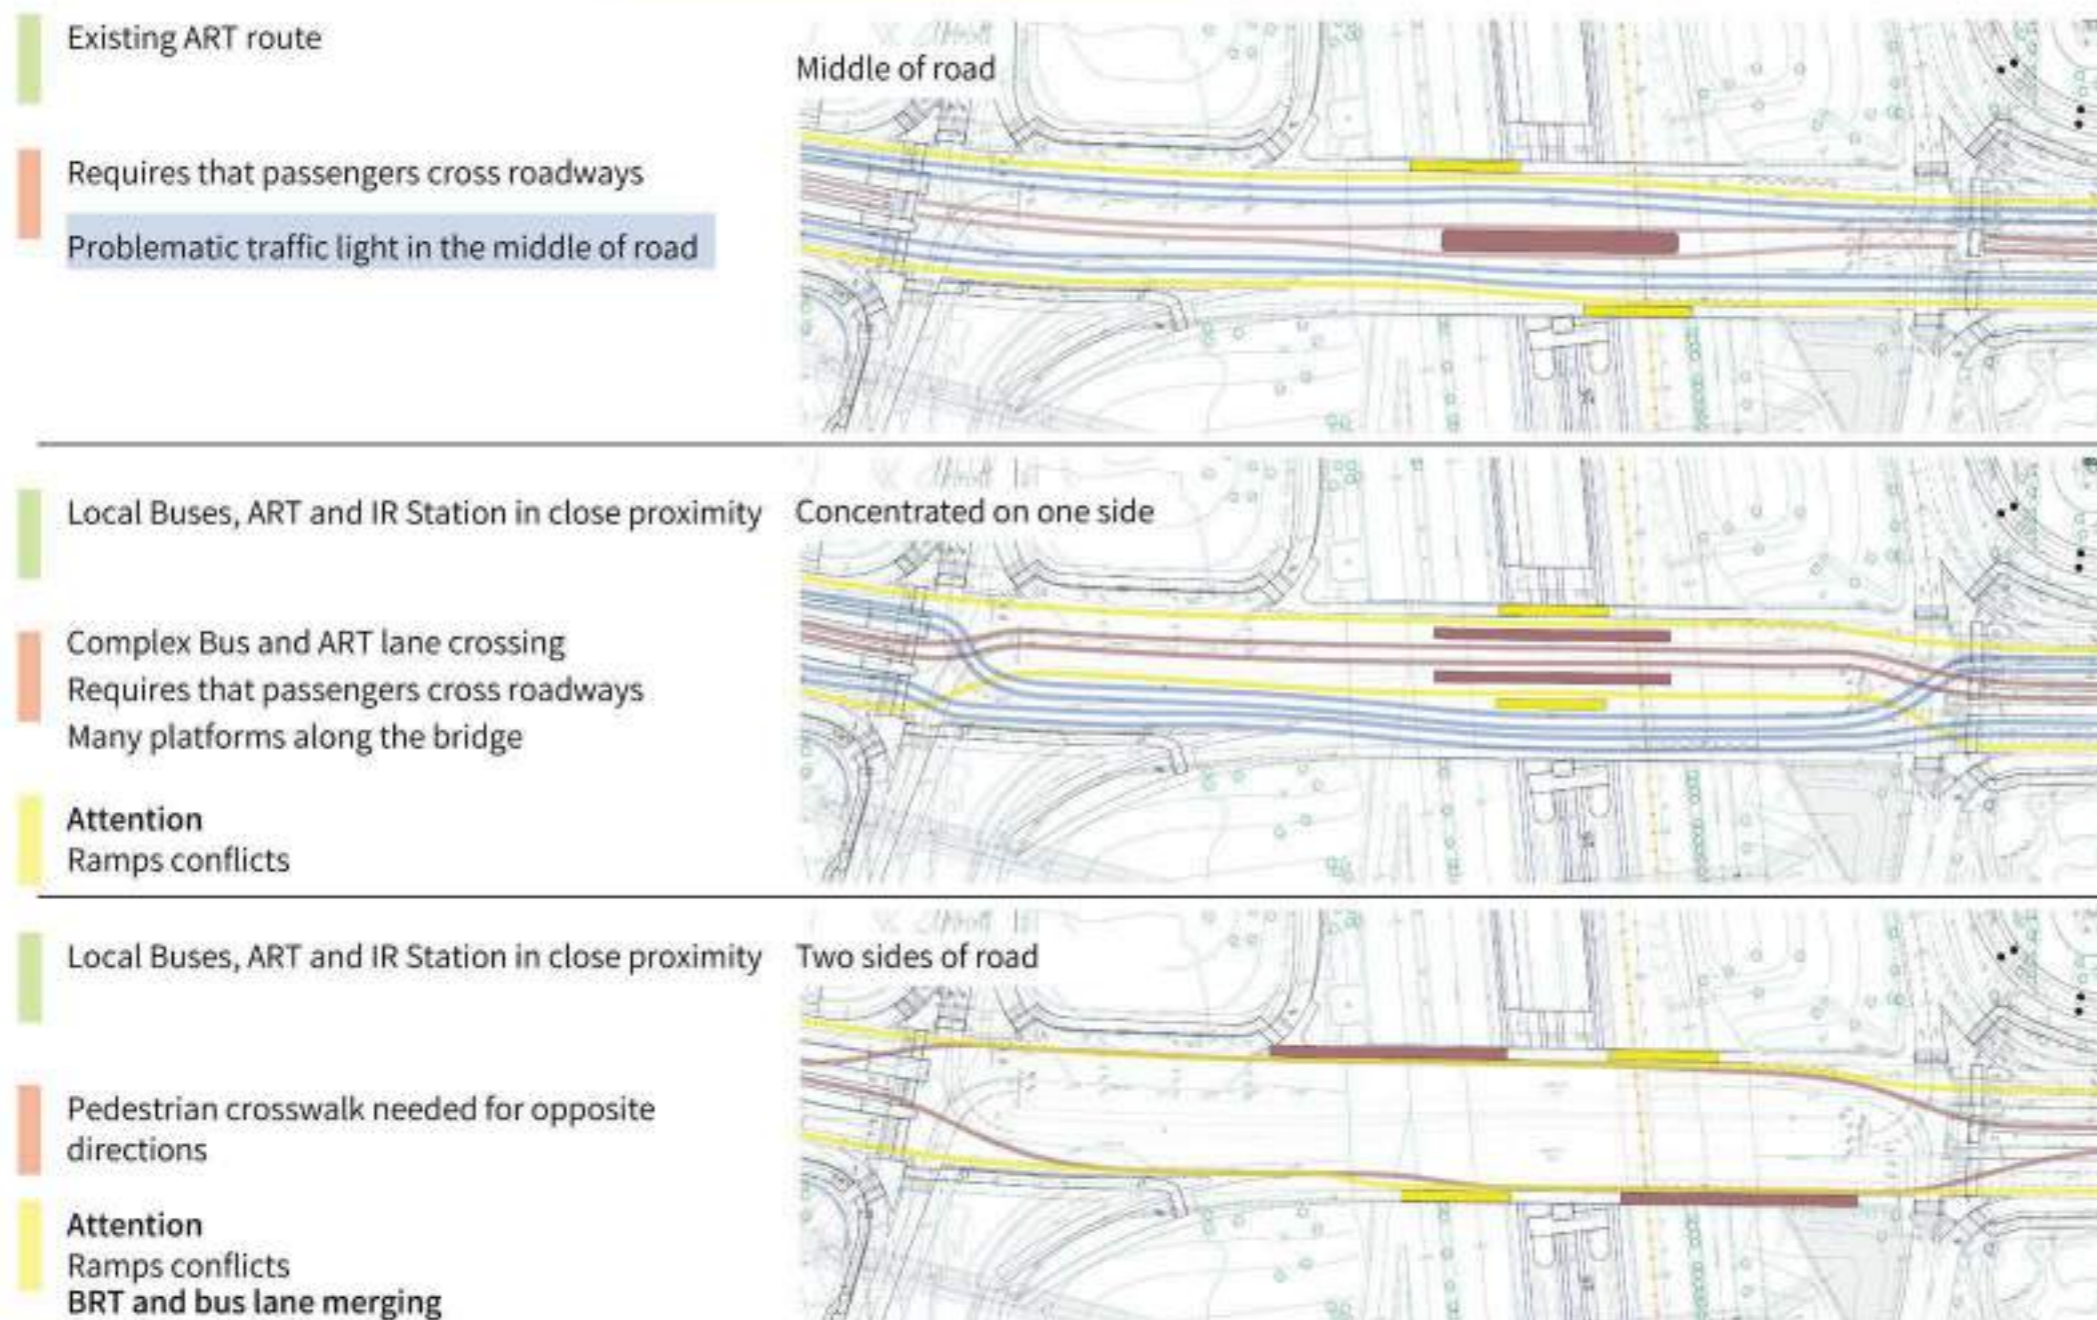 Existing ART route
Middle of road
Requires that passengers cross roadways
Problematic traffic light in the middle of road
Local Buses, ART and IR Station in close proximity
Concentrated on one side
Complex Bus and ART lane crossing
Requires that passengers cross roadways
Many platforms along the bridge
Attention
Ramps conflicts
Local Buses, ART and IR Station in close proximity
Two sides of road
Pedestrian crosswalk needed for opposite
directions
Attention
Ramps conflicts
BRT and bus lane merging